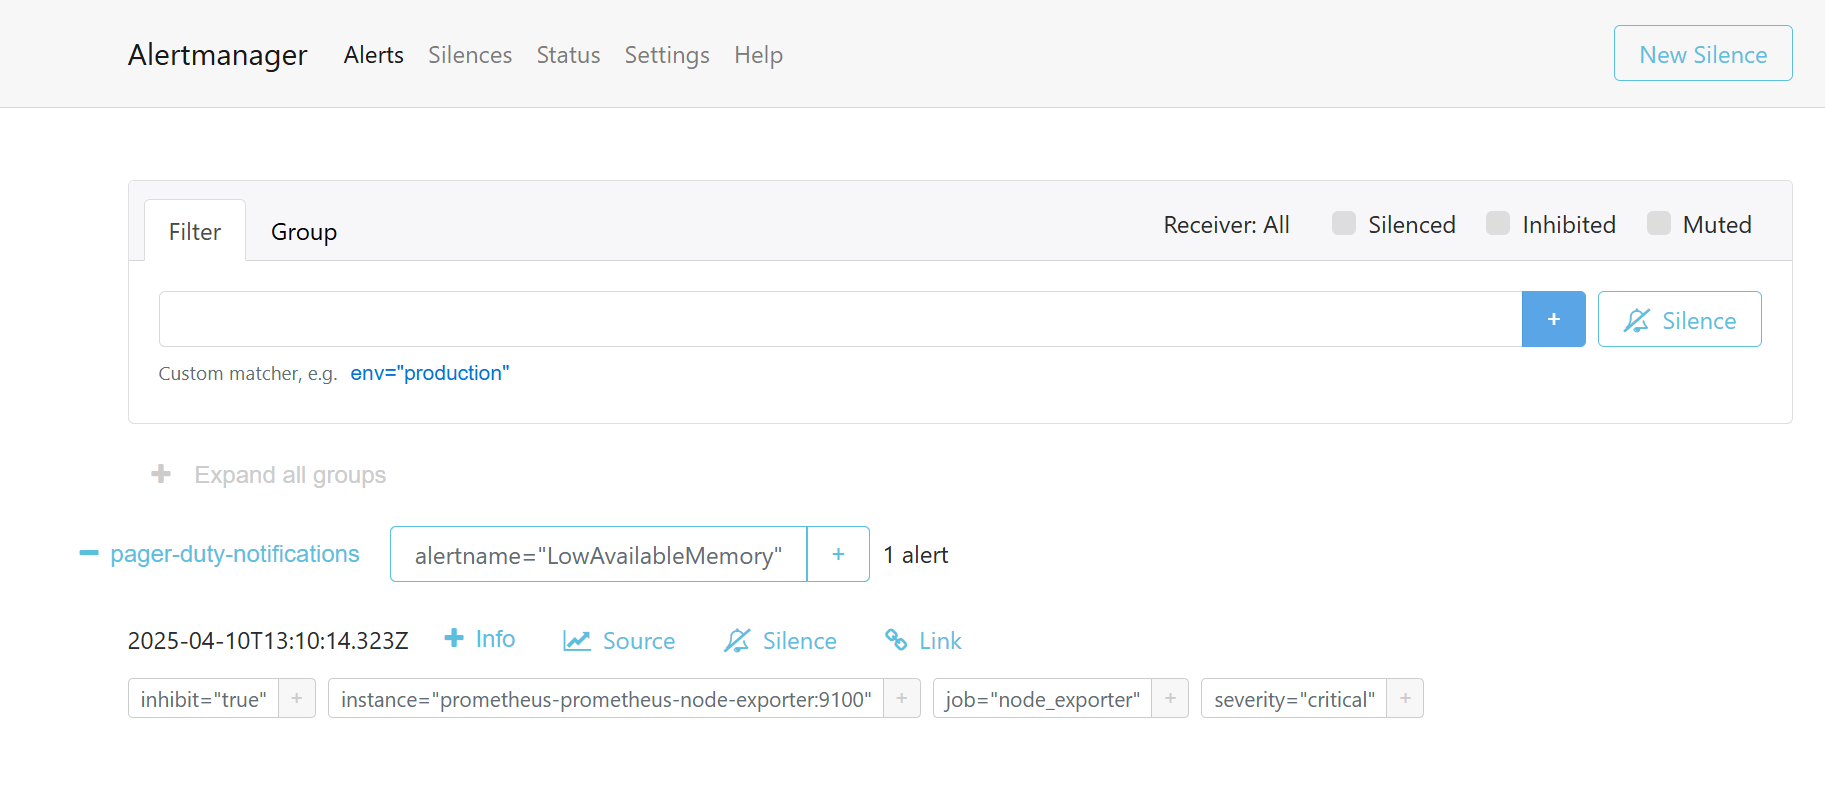 Alertmanager Alerts Silences Status Settings Help New Silence
Filter Group Receiver: All Silenced Inhibited Muted
+ Silence
Custom matcher, e.g. env="production"
+ Expand all groups
− pager-duty-notifications alertname="LowAvailableMemory" + 1 alert
2025-04-10T13:10:14.323Z + Info Source Silence Link
inhibit="true" + instance="prometheus-prometheus-node-exporter:9100" + job="node_exporter" + severity="critical" +